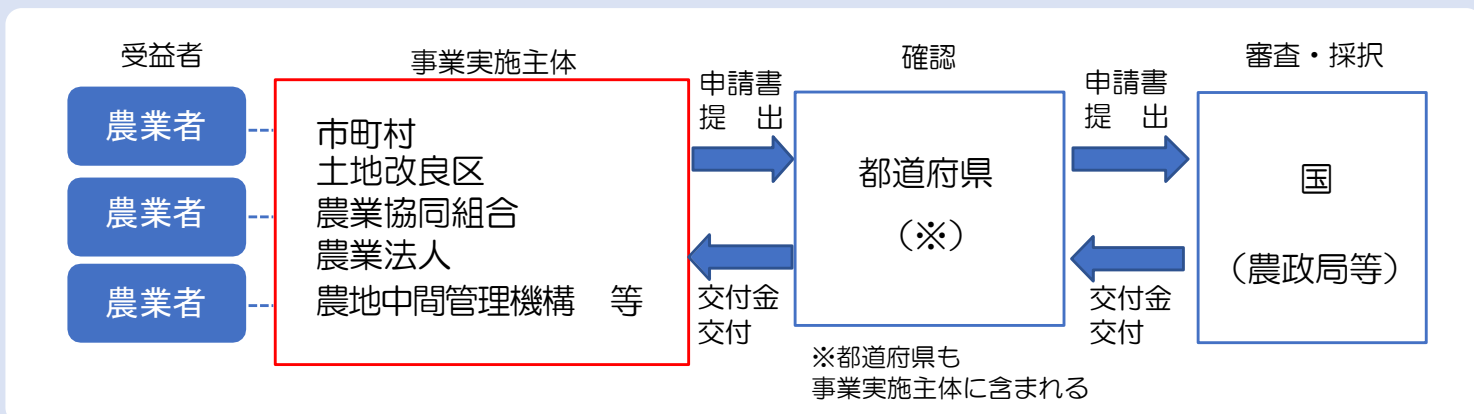 受益者
農業者
農業者
農業者
事業実施主体
市町村
土地改良区
農業協同組合
農業法人
農地中間管理機構　等
申請書
提　出
交付金
交付
確認
都道府県
（※）
※都道府県も
事業実施主体に含まれる
申請書
提　出
交付金
交付
審査・採択
国
（農政局等）